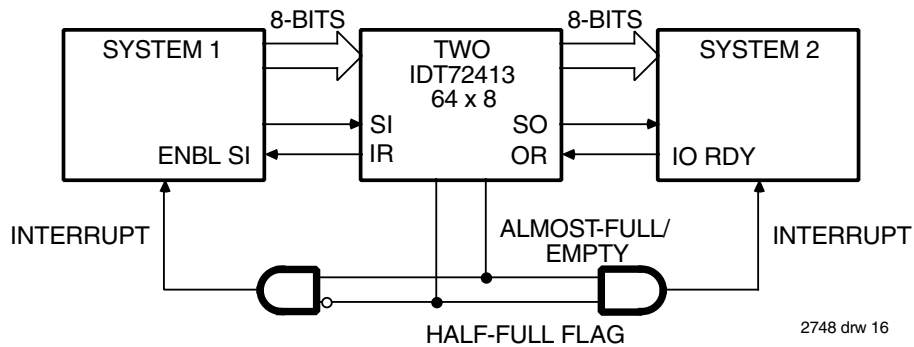 8-BITS
8-BITS
SYSTEM 1
TWO
IDT72413
64 x 8
SYSTEM 2
SI
SO
ENBL SI
IR
OR
IO RDY
INTERRUPT
ALMOST-FULL/
EMPTY
INTERRUPT
HALF-FULL FLAG
2748 drw 16